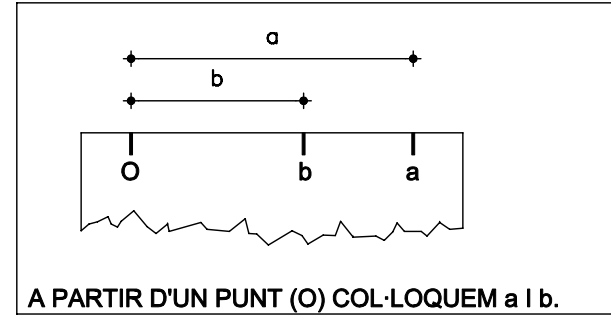 a
b
O b a
A PARTIR D'UN PUNT (O) COL·LOQUEM a I b.